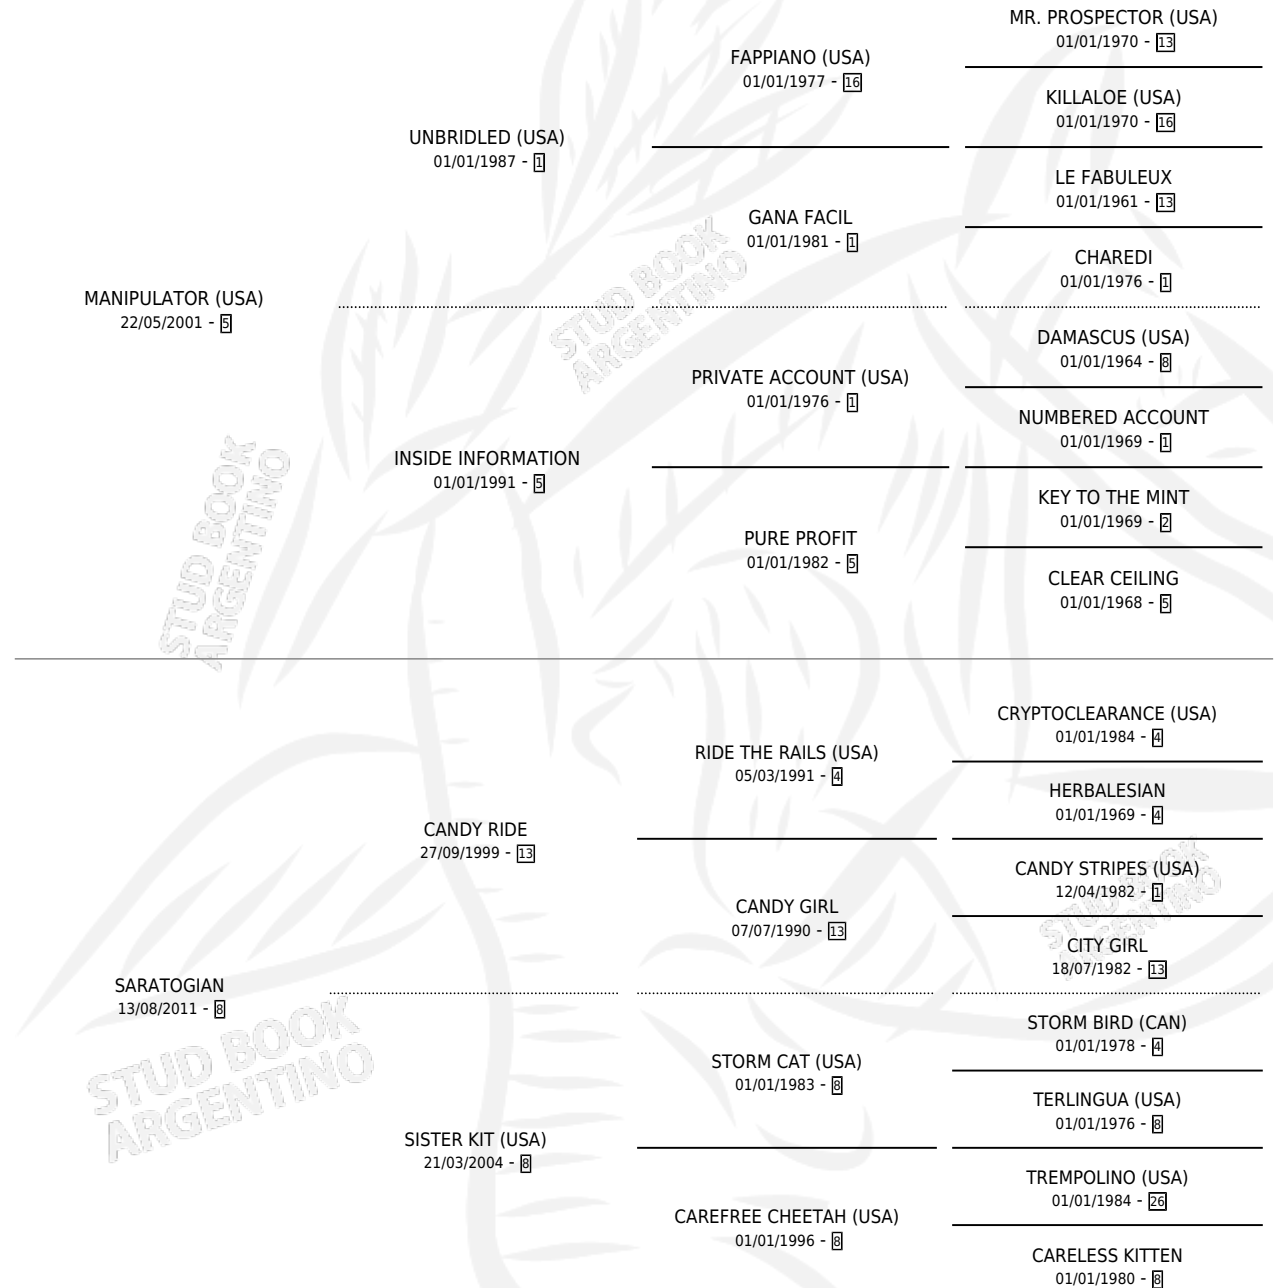 MR. PROSPECTOR (USA)
01/01/1970 - 13
FAPPIANO (USA)
01/01/1977 - 16
KILLALOE (USA)
01/01/1970 - 16
UNBRIDLED (USA)
01/01/1987 - 1
LE FABULEUX
01/01/1961 - 13
GANA FACIL
01/01/1981 - 1
CHAREDI
01/01/1976 - 1
MANIPULATOR (USA)
22/05/2001 - 5
DAMASCUS (USA)
01/01/1964 - 8
PRIVATE ACCOUNT (USA)
01/01/1976 - 1
NUMBERED ACCOUNT
01/01/1969 - 1
INSIDE INFORMATION
01/01/1991 - 5
KEY TO THE MINT
01/01/1969 - 2
PURE PROFIT
01/01/1982 - 5
CLEAR CEILING
01/01/1968 - 5
CRYPTOCLEARANCE (USA)
01/01/1984 - 4
RIDE THE RAILS (USA)
05/03/1991 - 4
HERBALESIAN
01/01/1969 - 4
CANDY RIDE
27/09/1999 - 13
CANDY STRIPES (USA)
12/04/1982 - 1
CANDY GIRL
07/07/1990 - 13
CITY GIRL
18/07/1982 - 13
SARATOGIAN
13/08/2011 - 8
STORM BIRD (CAN)
01/01/1978 - 4
STORM CAT (USA)
01/01/1983 - 8
TERLINGUA (USA)
01/01/1976 - 8
SISTER KIT (USA)
21/03/2004 - 8
TREMPOLINO (USA)
01/01/1984 - 26
CAREFREE CHEETAH (USA)
01/01/1996 - 8
CARELESS KITTEN
01/01/1980 - 8
STUD BOOK
ARGENTINO
STUD BOOK
ARGENTINO
STUD BOOK
ARGENTINO
STUD BOOK
ARGENTINO